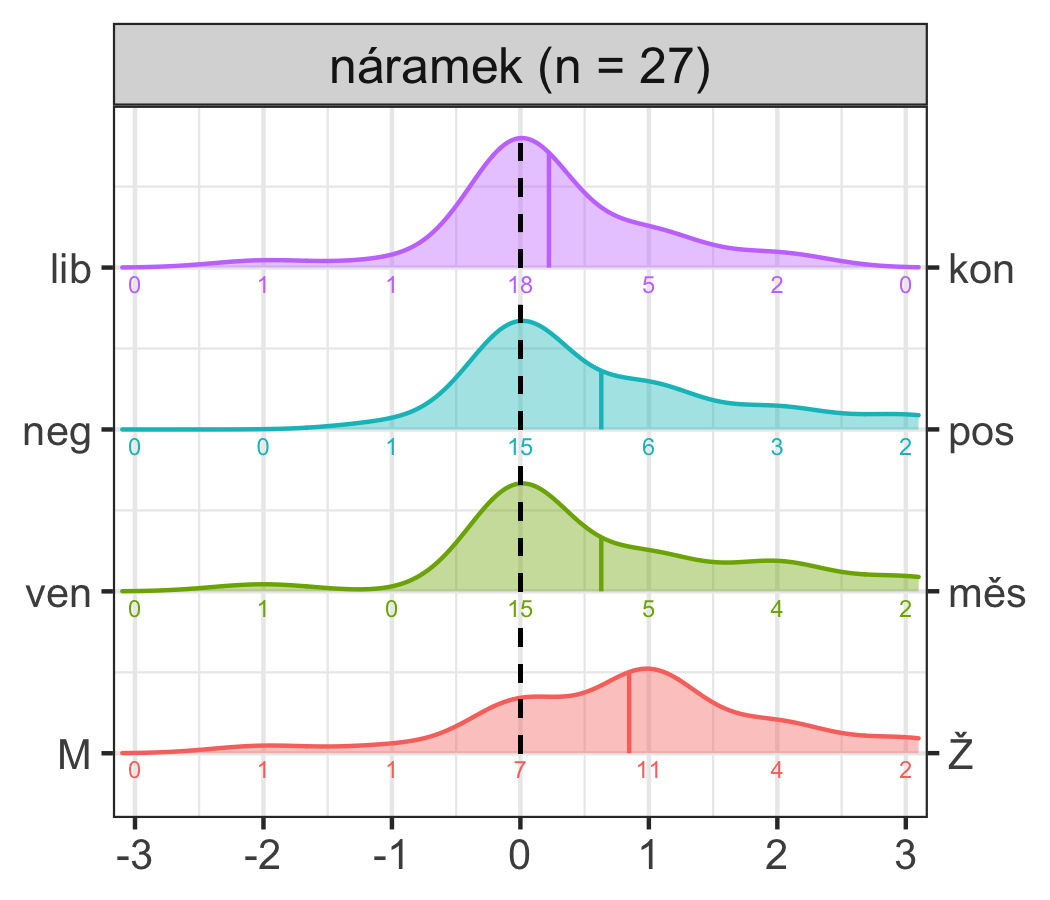 náramek (n = 27)
lib kon
0 1 1 18 5 2 0
neg pos
0 0 1 15 6 3 2
ven měs
0 1 0 15 5 4 2
M Ž
0 1 1 7 11 4 2
-3 -2 -1 0 1 2 3